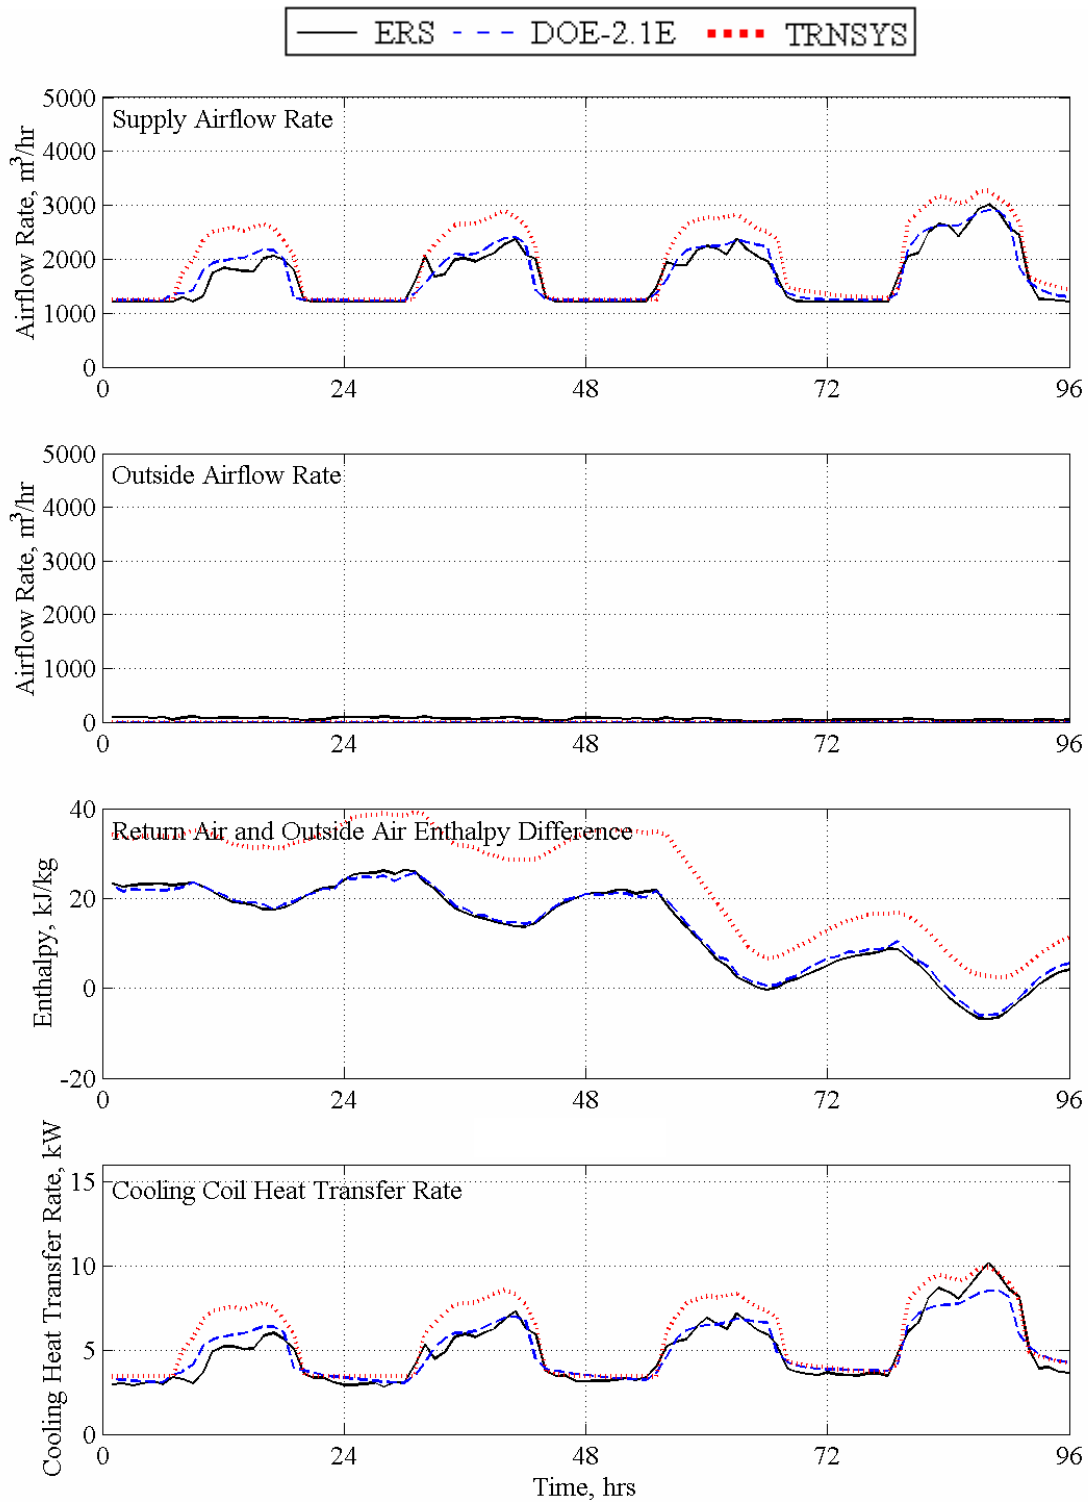 ERS DOE-2.1E TRNSYS
Supply Airflow Rate
Airflow Rate, m³/hr
5000
4000
3000
2000
1000
0
0 24 48 72 96
Outside Airflow Rate
Airflow Rate, m³/hr
5000
4000
3000
2000
1000
0
0 24 48 72 96
Return Air and Outside Air Enthalpy Difference
Enthalpy, kJ/kg
40
20
0
-20
0 24 48 72 96
Cooling Coil Heat Transfer Rate
Cooling Heat Transfer Rate, kW
15
10
5
0
0 24 48 72 96
Time, hrs